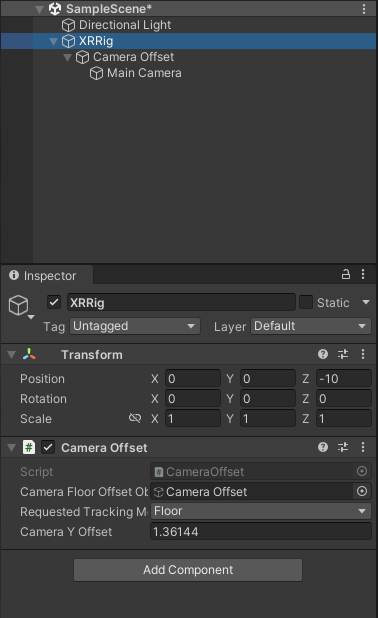 SampleScene*
Directional Light
XRRig
Camera Offset
Main Camera
Inspector
XRRig Static
Tag Untagged Layer Default
Transform
Position X 0 Y 0 Z -10
Rotation X 0 Y 0 Z 0
Scale X 1 Y 1 Z 1
# Camera Offset
Script # CameraOffset
Camera Floor Offset Ob Camera Offset
Requested Tracking M Floor
Camera Y Offset 1.36144
Add Component